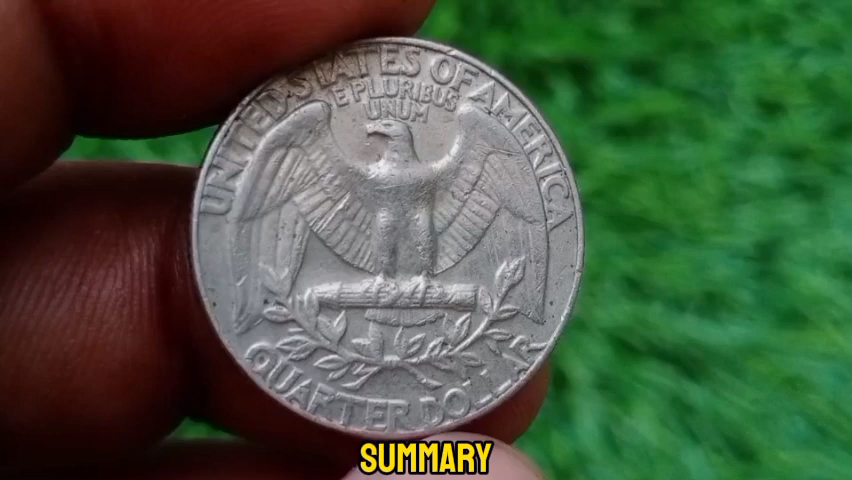 UNITED STATES OF AMERICA
E PLURIBUS
UNUM
QUARTER DOLLAR
SUMMARY